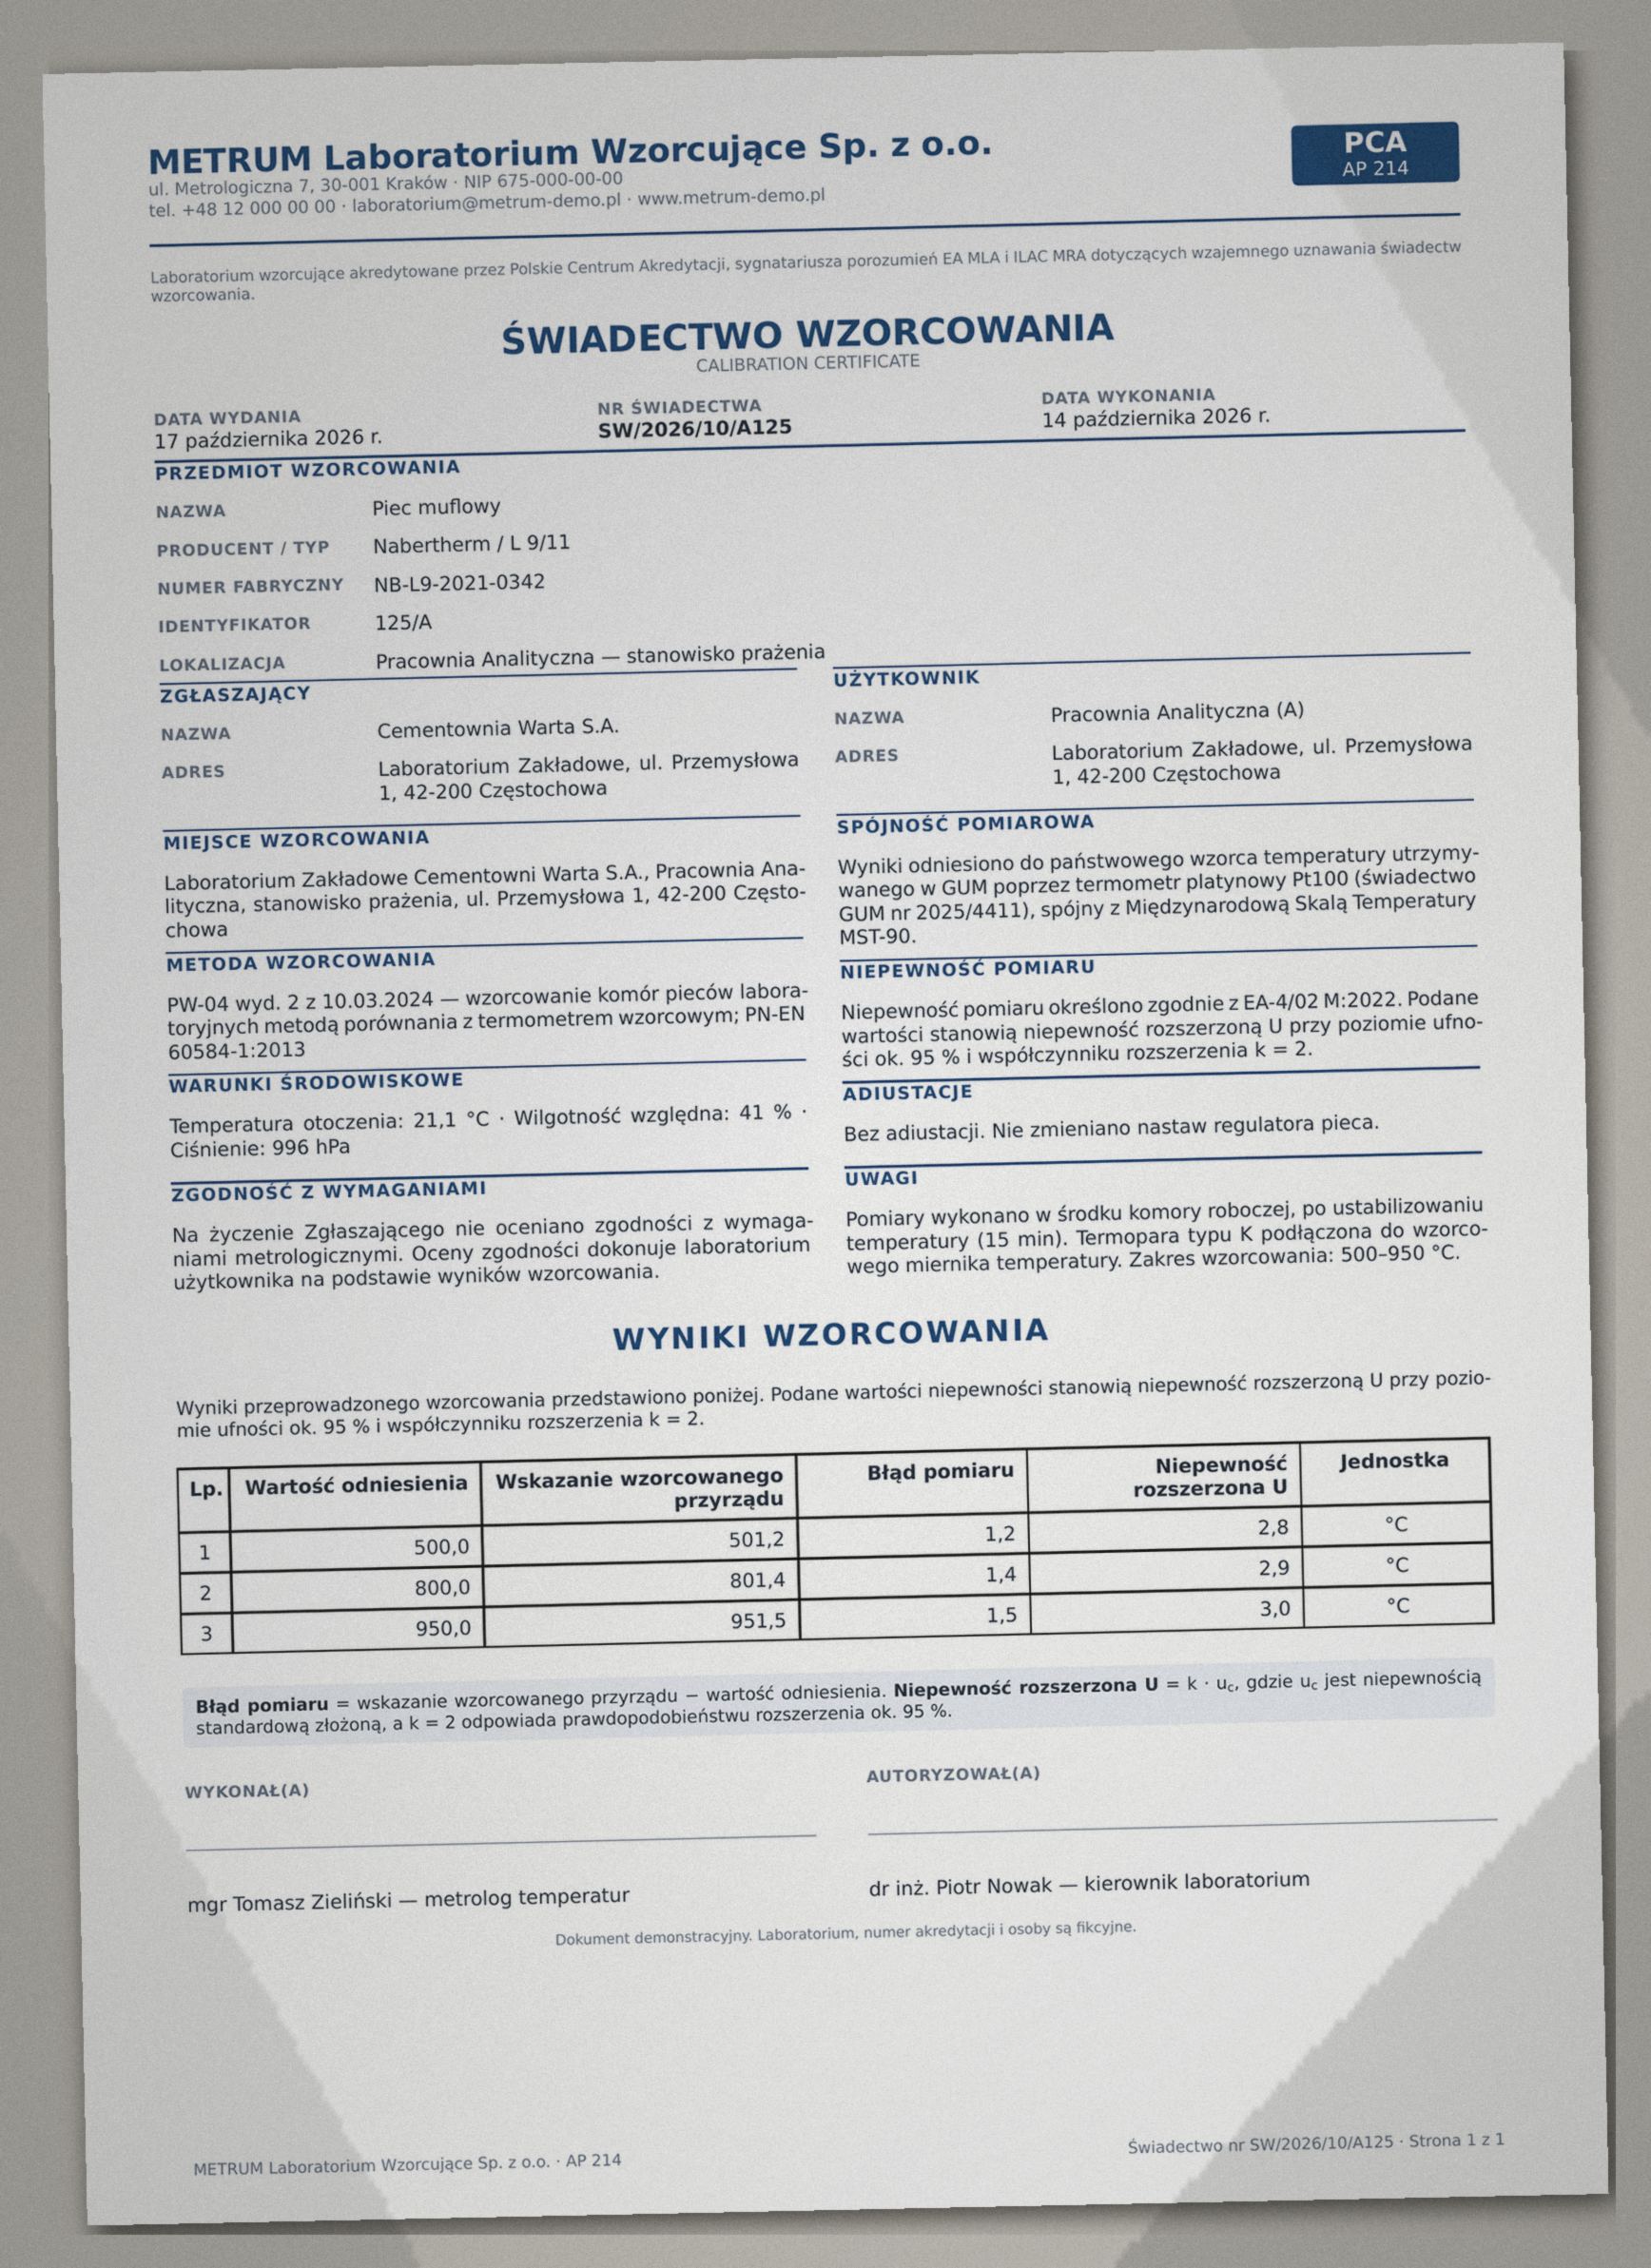 METRUM Laboratorium Wzorcujące Sp. z o.o.
ul. Metrologiczna 7, 30-001 Kraków · NIP 675-000-00-00
tel. +48 12 000 00 00 · laboratorium@metrum-demo.pl · www.metrum-demo.pl
PCA
AP 214
Laboratorium wzorcujące akredytowane przez Polskie Centrum Akredytacji, sygnatariusza porozumień EA MLA i ILAC MRA dotyczących wzajemnego uznawania świadectw
wzorcowania.
ŚWIADECTWO WZORCOWANIA
CALIBRATION CERTIFICATE
DATA WYDANIA
17 października 2026 r.
NR ŚWIADECTWA
SW/2026/10/A125
DATA WYKONANIA
14 października 2026 r.
PRZEDMIOT WZORCOWANIA
NAZWA Piec muflowy
PRODUCENT / TYP Nabertherm / L 9/11
NUMER FABRYCZNY NB-L9-2021-0342
IDENTYFIKATOR 125/A
LOKALIZACJA Pracownia Analityczna — stanowisko prażenia
ZGŁASZAJĄCY
NAZWA Cementownia Warta S.A.
ADRES Laboratorium Zakładowe, ul. Przemysłowa
1, 42-200 Częstochowa
UŻYTKOWNIK
NAZWA Pracownia Analityczna (A)
ADRES Laboratorium Zakładowe, ul. Przemysłowa
1, 42-200 Częstochowa
MIEJSCE WZORCOWANIA
Laboratorium Zakładowe Cementowni Warta S.A., Pracownia Ana-
lityczna, stanowisko prażenia, ul. Przemysłowa 1, 42-200 Często-
chowa
METODA WZORCOWANIA
PW-04 wyd. 2 z 10.03.2024 — wzorcowanie komór pieców labora-
toryjnych metodą porównania z termometrem wzorcowym; PN-EN
60584-1:2013
WARUNKI ŚRODOWISKOWE
Temperatura otoczenia: 21,1 °C · Wilgotność względna: 41 % ·
Ciśnienie: 996 hPa
ZGODNOŚĆ Z WYMAGANIAMI
Na życzenie Zgłaszającego nie oceniano zgodności z wymaga-
niami metrologicznymi. Oceny zgodności dokonuje laboratorium
użytkownika na podstawie wyników wzorcowania.
SPÓJNOŚĆ POMIAROWA
Wyniki odniesiono do państwowego wzorca temperatury utrzymy-
wanego w GUM poprzez termometr platynowy Pt100 (świadectwo
GUM nr 2025/4411), spójny z Międzynarodową Skalą Temperatury
MST-90.
NIEPEWNOŚĆ POMIARU
Niepewność pomiaru określono zgodnie z EA-4/02 M:2022. Podane
wartości stanowią niepewność rozszerzoną U przy poziomie ufno-
ści ok. 95 % i współczynniku rozszerzenia k = 2.
ADIUSTACJE
Bez adiustacji. Nie zmieniano nastaw regulatora pieca.
UWAGI
Pomiary wykonano w środku komory roboczej, po ustabilizowaniu
temperatury (15 min). Termopara typu K podłączona do wzorco-
wego miernika temperatury. Zakres wzorcowania: 500–950 °C.
WYNIKI WZORCOWANIA
Wyniki przeprowadzonego wzorcowania przedstawiono poniżej. Podane wartości niepewności stanowią niepewność rozszerzoną U przy pozio-
mie ufności ok. 95 % i współczynniku rozszerzenia k = 2.
Lp. Wartość odniesienia Wskazanie wzorcowanego przyrządu Błąd pomiaru Niepewność rozszerzona U Jednostka
1 500,0 501,2 1,2 2,8 °C
2 800,0 801,4 1,4 2,9 °C
3 950,0 951,5 1,5 3,0 °C
Błąd pomiaru = wskazanie wzorcowanego przyrządu − wartość odniesienia. Niepewność rozszerzona U = k · uc, gdzie uc jest niepewnością
standardową złożoną, a k = 2 odpowiada prawdopodobieństwu rozszerzenia ok. 95 %.
WYKONAŁ(A)
mgr Tomasz Zieliński — metrolog temperatur
AUTORYZOWAŁ(A)
dr inż. Piotr Nowak — kierownik laboratorium
Dokument demonstracyjny. Laboratorium, numer akredytacji i osoby są fikcyjne.
METRUM Laboratorium Wzorcujące Sp. z o.o. · AP 214
Świadectwo nr SW/2026/10/A125 · Strona 1 z 1